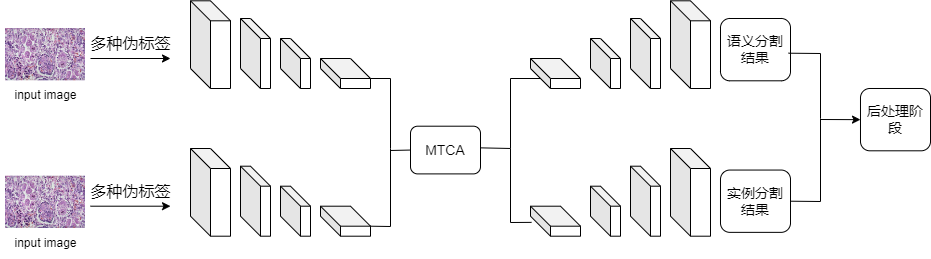 多种伪标签
input image
语义分割
结果
MTCA
后处理阶
段
多种伪标签
input image
实例分割
结果